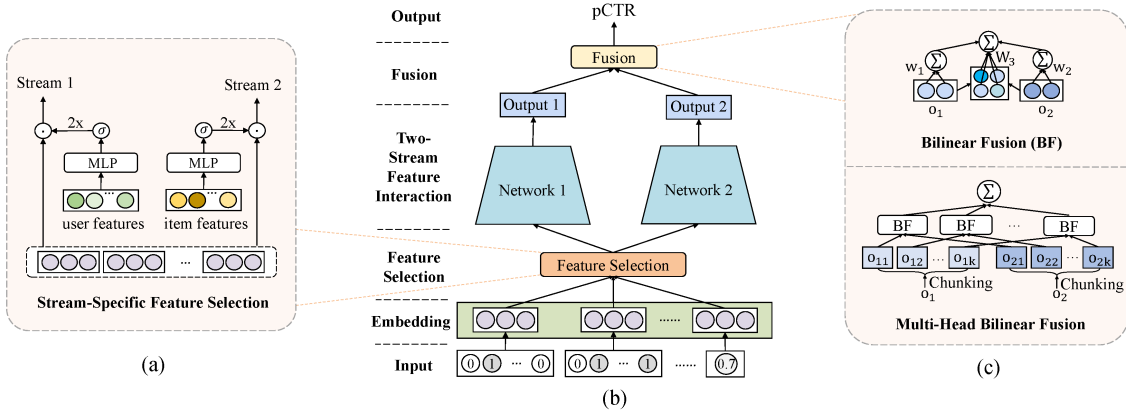 Stream 1
Stream 2
2x
σ
σ
2x
MLP
MLP
...
...
user features
item features
...
Stream-Specific Feature Selection
(a)
Output
pCTR
Fusion
Fusion
Output 1
Output 2
Two-
Stream
Feature
Interaction
Network 1
Network 2
Feature
Selection
Feature Selection
Embedding
......
Input
0 1 ... 0
0 1 ... 1
......
0.7
(b)
Σ
Σ
Σ
w1
W3
w2
o1
o2
Bilinear Fusion (BF)
Σ
BF
BF
...
BF
o11
o12
...
o1k
o21
o22
...
o2k
Chunking
Chunking
o1
o2
Multi-Head Bilinear Fusion
(c)